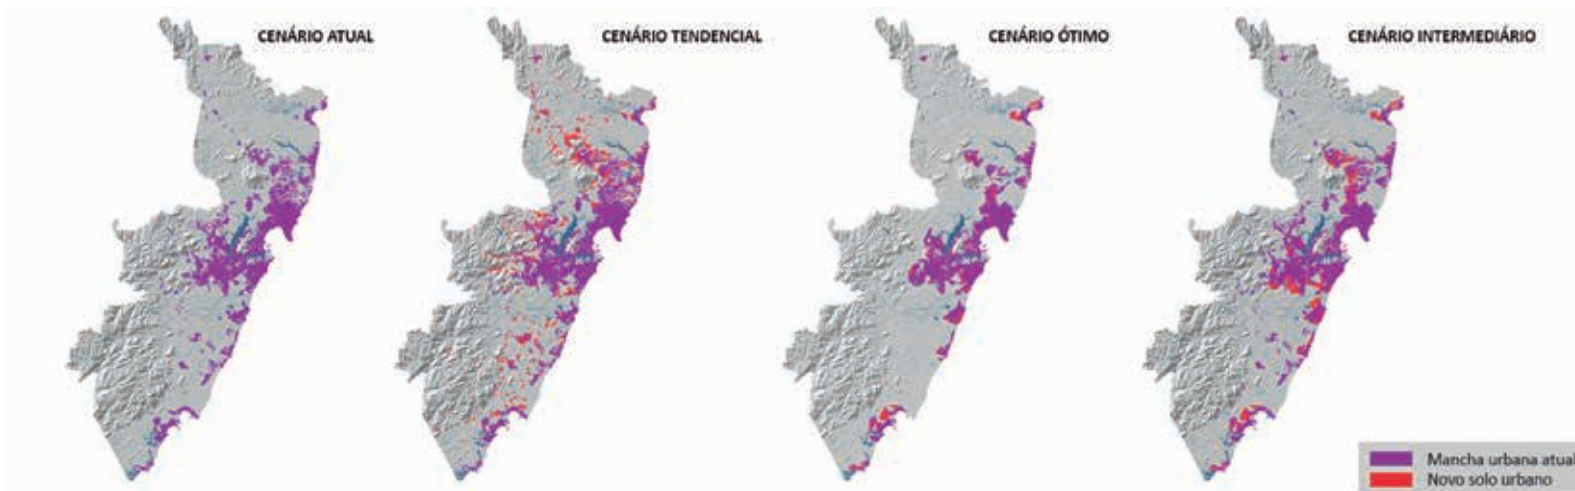 CENÁRIO ATUAL
CENÁRIO TENDENCIAL
CENÁRIO ÓTIMO
CENÁRIO INTERMEDIÁRIO
Mancha urbana atual
Novo solo urbano